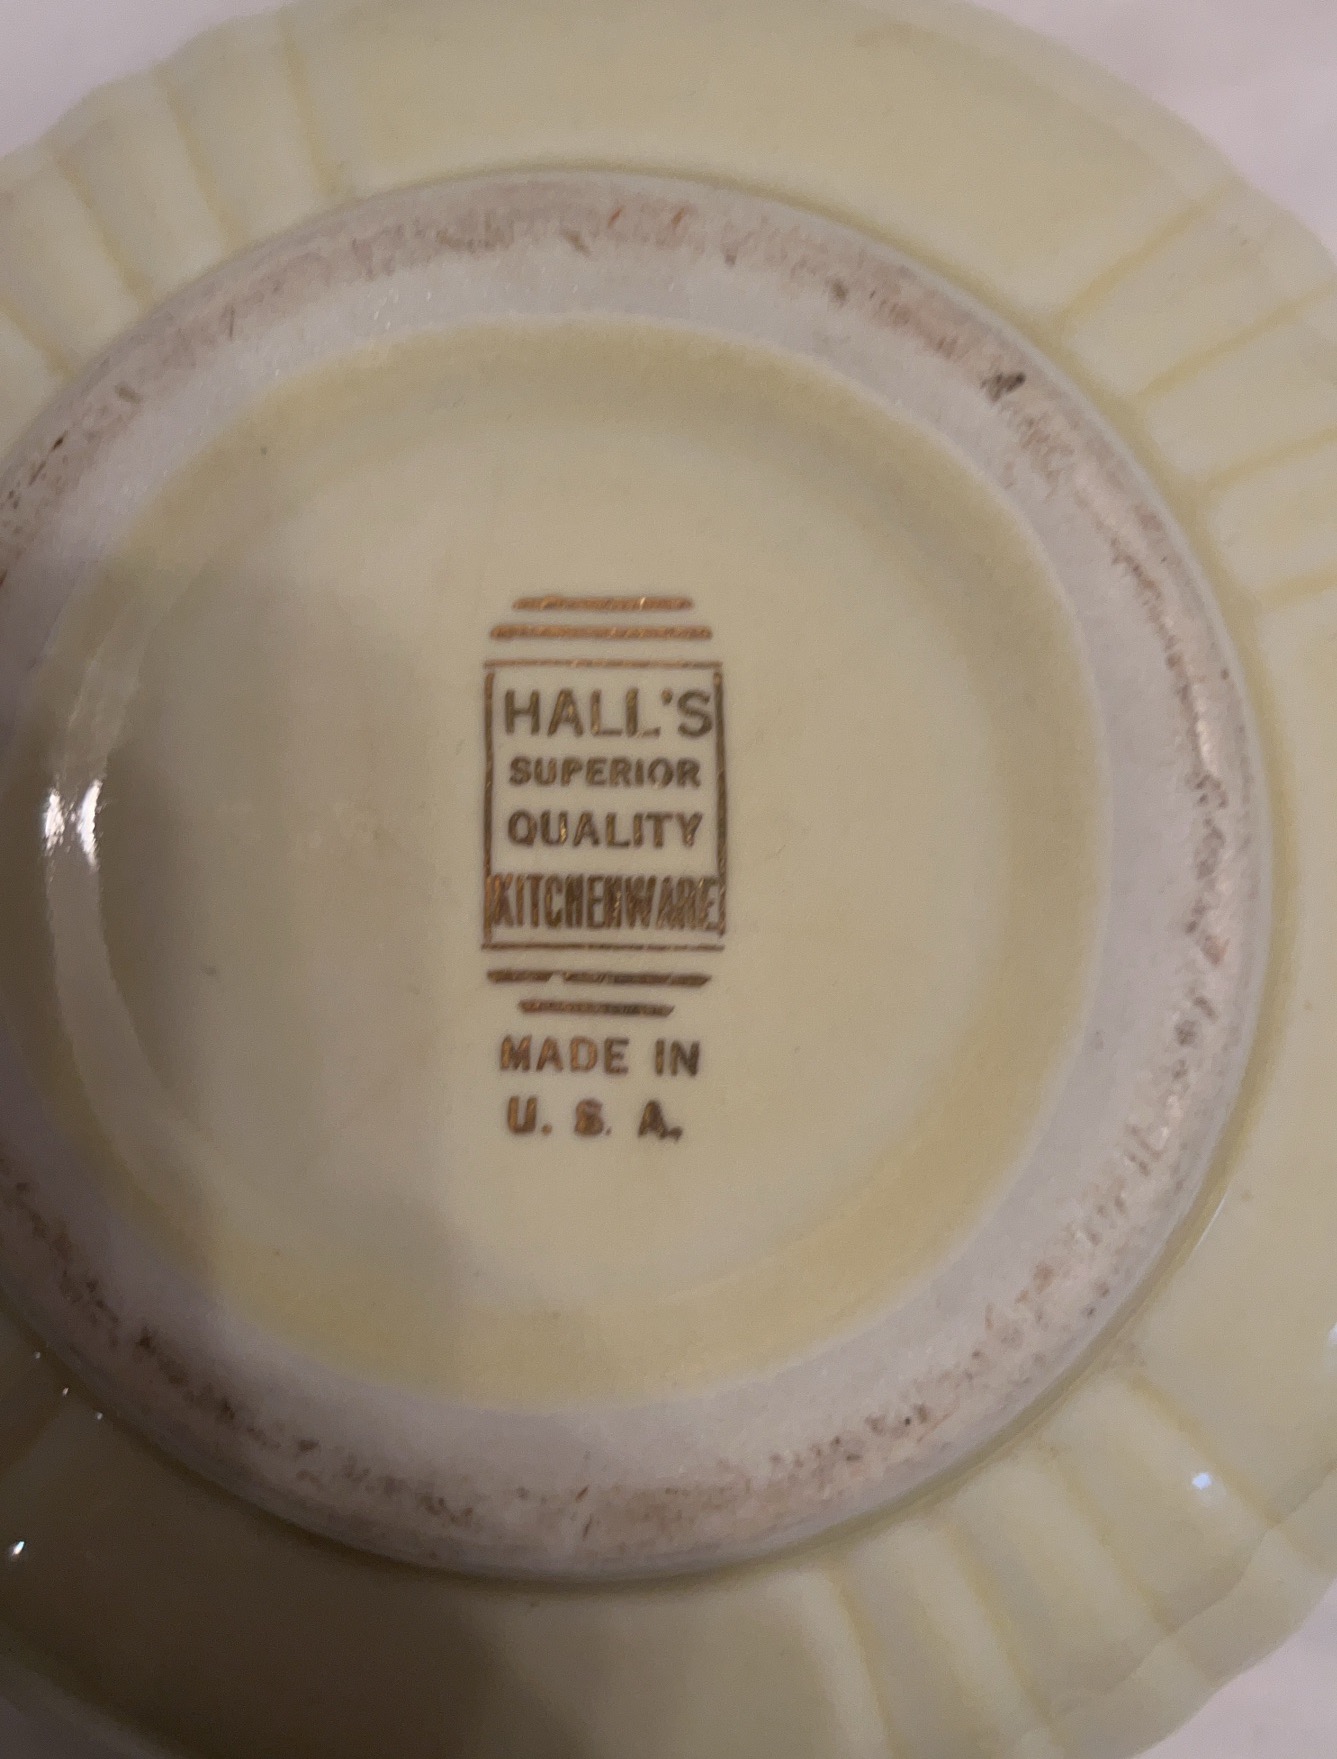 HALL'S
SUPERIOR
QUALITY
KITCHENWARE
MADE IN
U. S. A.